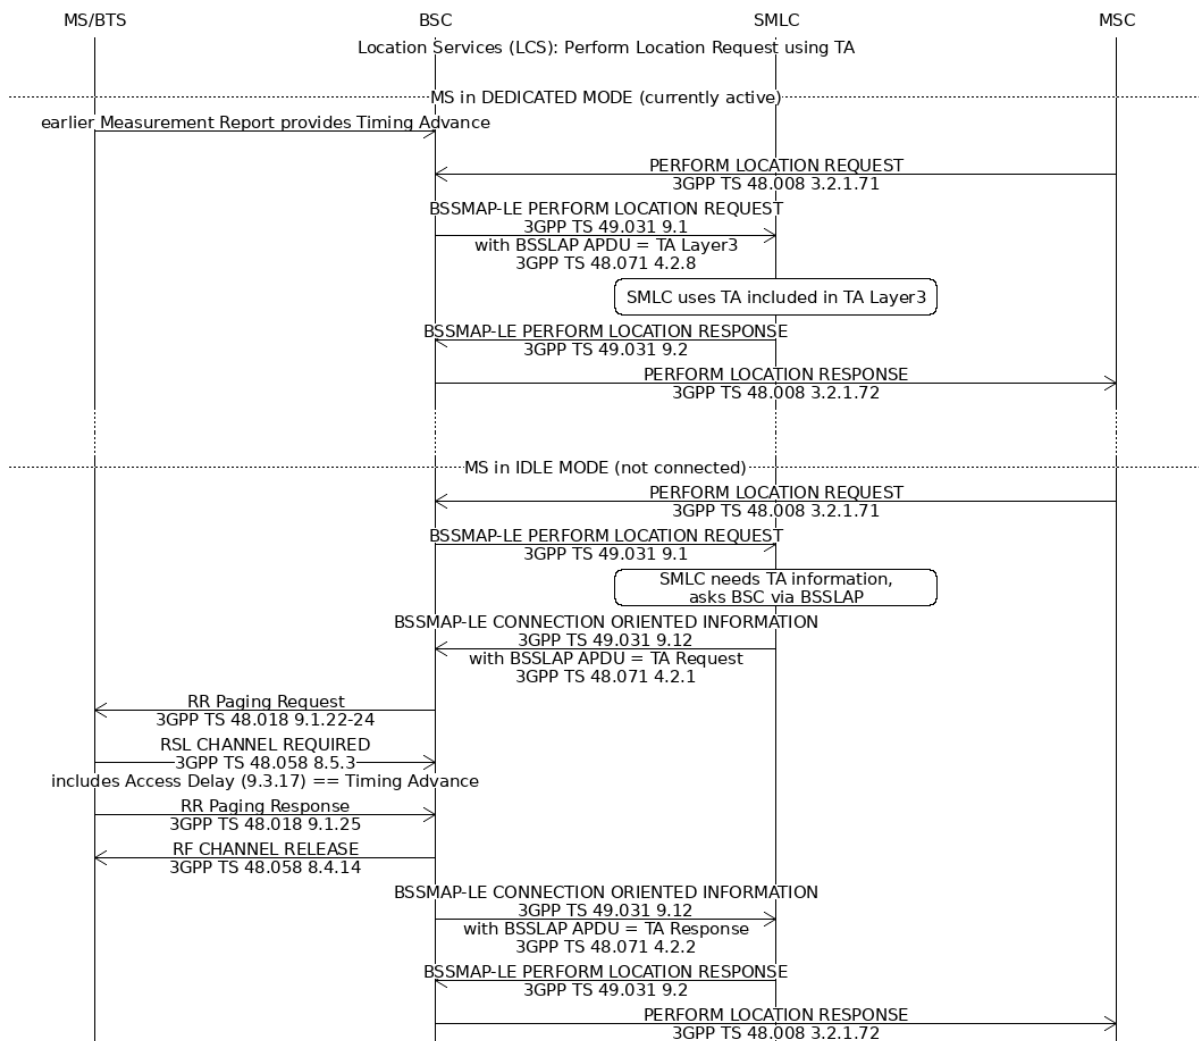 MS/BTS BSC SMLC MSC
Location Services (LCS): Perform Location Request using TA
MS in DEDICATED MODE (currently active)
earlier Measurement Report provides Timing Advance
PERFORM LOCATION REQUEST
3GPP TS 48.008 3.2.1.71
BSSMAP-LE PERFORM LOCATION REQUEST
3GPP TS 49.031 9.1
with BSSLAP APDU = TA Layer3
3GPP TS 48.071 4.2.8
SMLC uses TA included in TA Layer3
BSSMAP-LE PERFORM LOCATION RESPONSE
3GPP TS 49.031 9.2
PERFORM LOCATION RESPONSE
3GPP TS 48.008 3.2.1.72
MS in IDLE MODE (not connected)
PERFORM LOCATION REQUEST
3GPP TS 48.008 3.2.1.71
BSSMAP-LE PERFORM LOCATION REQUEST
3GPP TS 49.031 9.1
SMLC needs TA information,
asks BSC via BSSLAP
BSSMAP-LE CONNECTION ORIENTED INFORMATION
3GPP TS 49.031 9.12
with BSSLAP APDU = TA Request
3GPP TS 48.071 4.2.1
RR Paging Request
3GPP TS 48.018 9.1.22-24
RSL CHANNEL REQUIRED
3GPP TS 48.058 8.5.3
includes Access Delay (9.3.17) == Timing Advance
RR Paging Response
3GPP TS 48.018 9.1.25
RF CHANNEL RELEASE
3GPP TS 48.058 8.4.14
BSSMAP-LE CONNECTION ORIENTED INFORMATION
3GPP TS 49.031 9.12
with BSSLAP APDU = TA Response
3GPP TS 48.071 4.2.2
BSSMAP-LE PERFORM LOCATION RESPONSE
3GPP TS 49.031 9.2
PERFORM LOCATION RESPONSE
3GPP TS 48.008 3.2.1.72